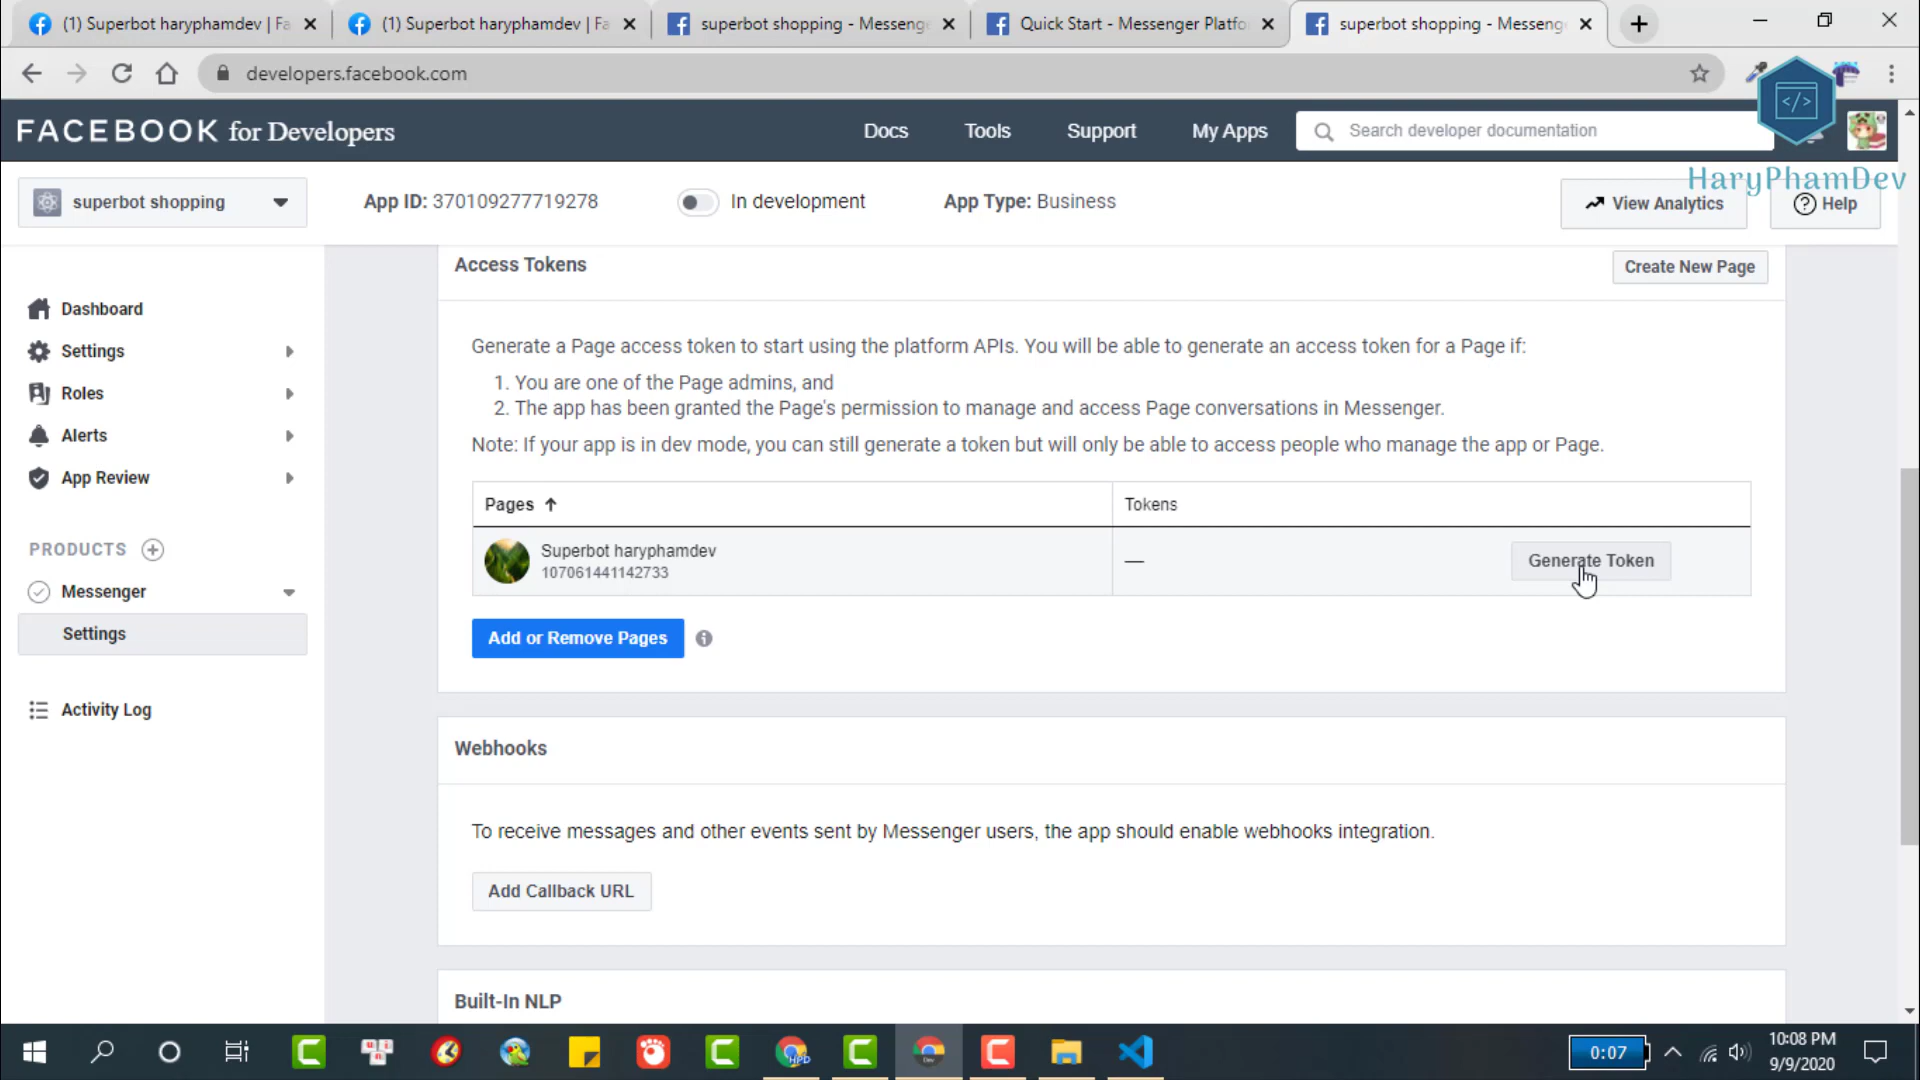 (1) Superbot haryphamdev | Fa
(1) Superbot haryphamdev | Fa
superbot shopping - Messenge
Quick Start - Messenger Platfo
superbot shopping - Messeng
developers.facebook.com
FACEBOOK for Developers
Docs
Tools
Support
My Apps
Search developer documentation
HaryPhamDev
superbot shopping
App ID: 370109277719278
In development
App Type: Business
View Analytics
Help
Dashboard
Settings
Roles
Alerts
App Review
PRODUCTS
Messenger
Settings
Activity Log
Access Tokens
Create New Page
Generate a Page access token to start using the platform APIs. You will be able to generate an access token for a Page if:
1. You are one of the Page admins, and
2. The app has been granted the Page's permission to manage and access Page conversations in Messenger.
Note: If your app is in dev mode, you can still generate a token but will only be able to access people who manage the app or Page.
Pages
Tokens
Superbot haryphamdev
107061441142733
—
Generate Token
Add or Remove Pages
Webhooks
To receive messages and other events sent by Messenger users, the app should enable webhooks integration.
Add Callback URL
Built-In NLP
0:07
10:08 PM
9/9/2020